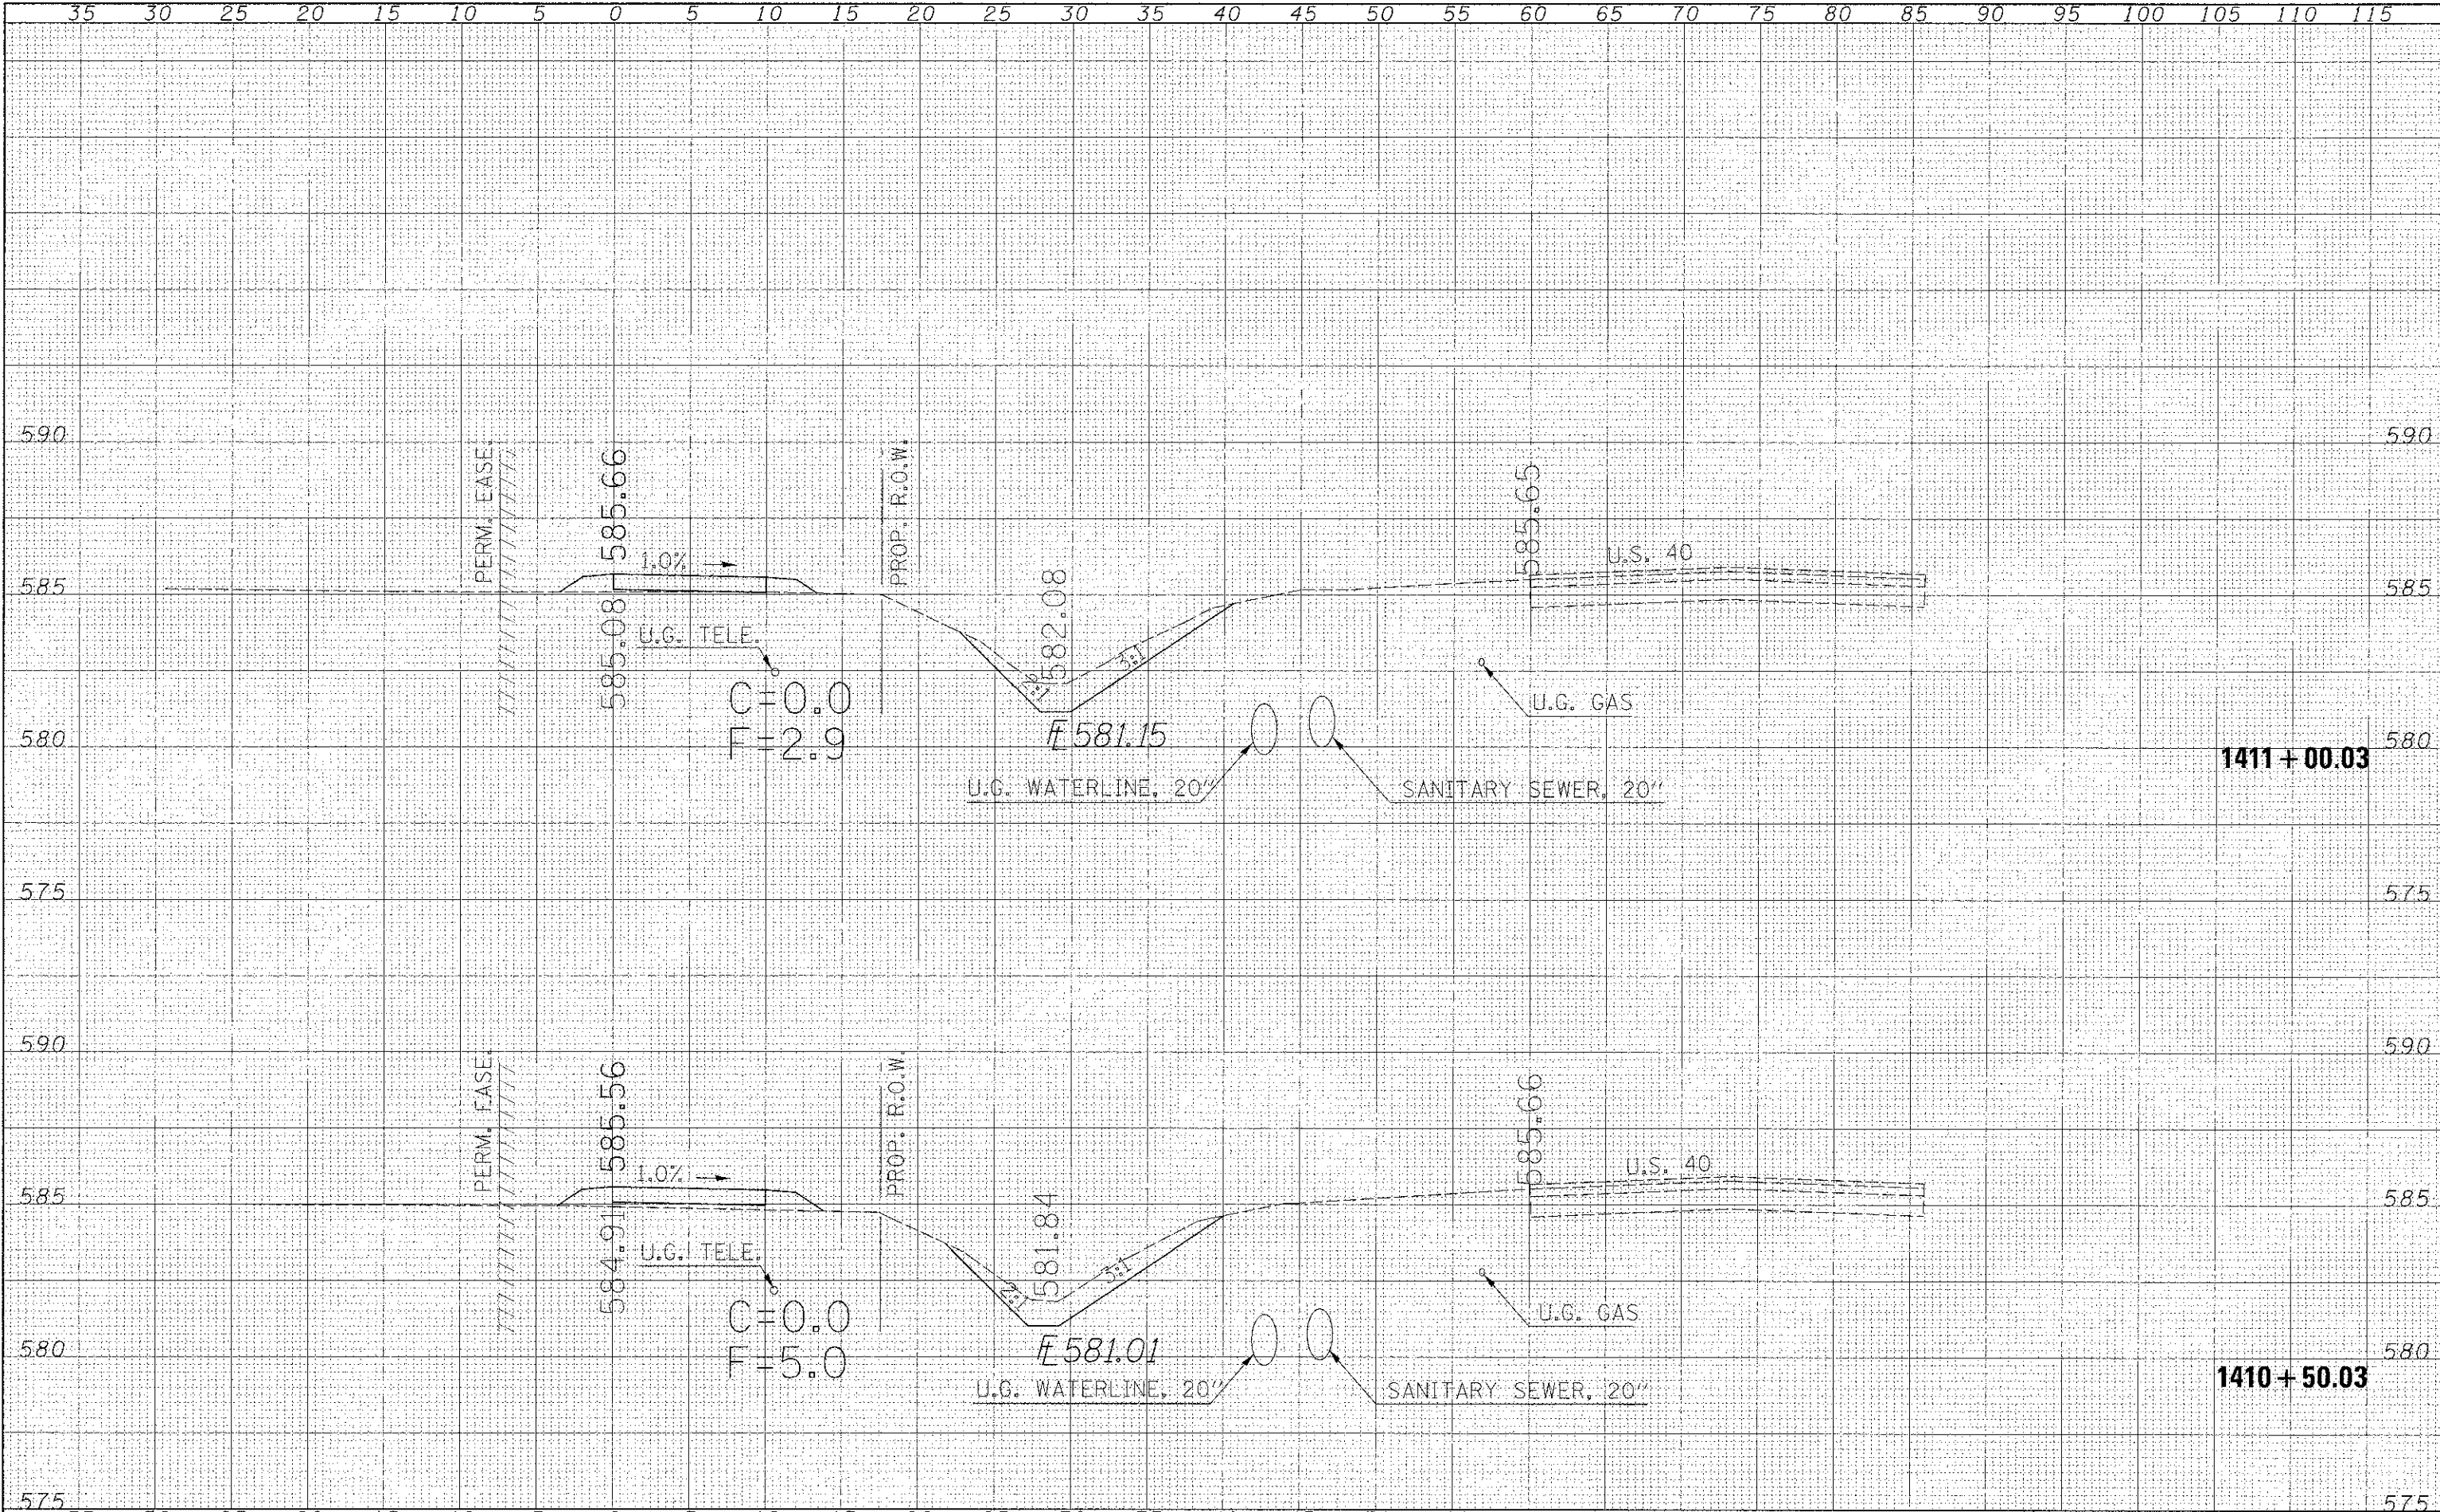 35 30 25 20 15 10 5 0 5 10 15 20 25 30 35 40 45 50 55 60 65 70 75 80 85 90 95 100 105 110 115
590 590
PERM. EASE.
585.66
PROP. R.O.W.
585.65
1.0%
U.S. 40
585 585
585.08
U.G. TELE.
582.08
3:1
2:1
C=0.0
F=2.9
FL 581.15
U.G. GAS
580 580
1411 + 00.03
U.G. WATERLINE, 20"
SANITARY SEWER, 20"
575 575
590 590
PERM. EASE.
585.56
PROP. R.O.W.
585.66
1.0%
U.S. 40
585 585
584.91
U.G. TELE.
581.84
3:1
2:1
C=0.0
F=5.0
FL 581.01
U.G. GAS
580 580
1410 + 50.03
U.G. WATERLINE, 20"
SANITARY SEWER, 20"
575 575